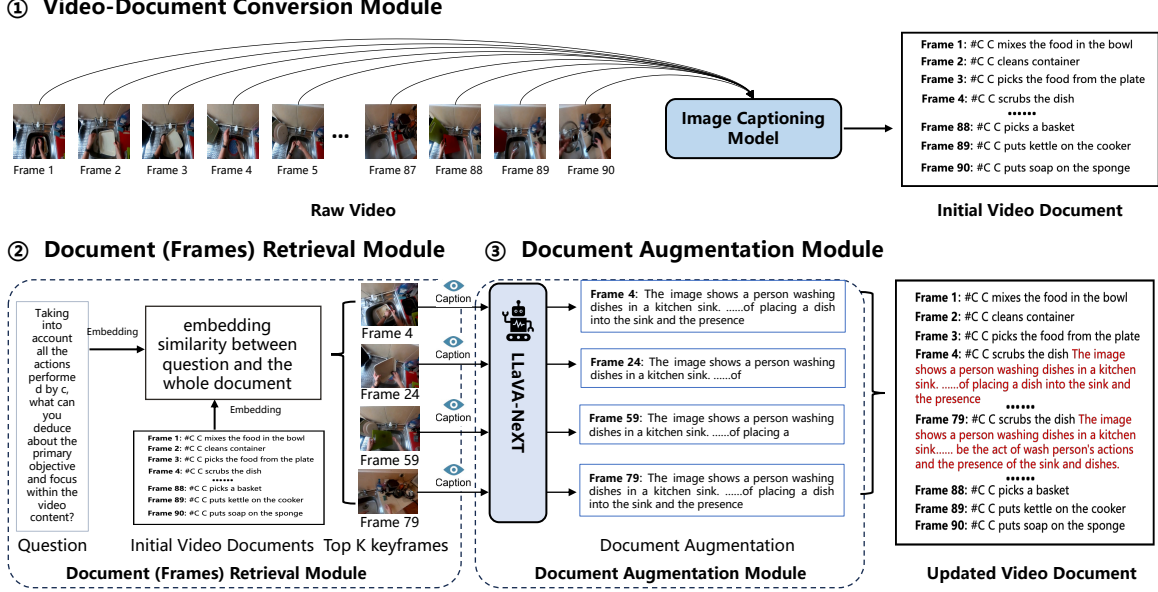 ① Video-Document Conversion Module
Frame 1
Frame 2
Frame 3
Frame 4
Frame 5
...
Frame 87
Frame 88
Frame 89
Frame 90
Raw Video
Image Captioning
Model
Frame 1: #C C mixes the food in the bowl
Frame 2: #C C cleans container
Frame 3: #C C picks the food from the plate
Frame 4: #C C scrubs the dish
......
Frame 88: #C C picks a basket
Frame 89: #C C puts kettle on the cooker
Frame 90: #C C puts soap on the sponge
Initial Video Document
② Document (Frames) Retrieval Module
Taking
into
account
all the
actions
performe
d by c,
what can
you
deduce
about the
primary
objective
and focus
within the
video
content?
Question
Embedding
embedding
similarity between
question and the
whole document
Embedding
Frame 1: #C C mixes the food in the bowl
Frame 2: #C C cleans container
Frame 3: #C C picks the food from the plate
Frame 4: #C C scrubs the dish
......
Frame 88: #C C picks a basket
Frame 89: #C C puts kettle on the cooker
Frame 90: #C C puts soap on the sponge
Initial Video Documents
Frame 4
Frame
24
Frame 59
Frame
79
Top K keyframes
Document (Frames) Retrieval Module
③ Document Augmentation Module
Caption
Caption
Caption
Caption
LLaVA-NeXT
Frame 4: The image shows a person washing
dishes in a kitchen sink. ......of placing a dish
into the sink and the presence
Frame 24: The image shows a person washing
dishes in a kitchen sink. ......of
Frame 59: The image shows a person washing
dishes in a kitchen sink. ......of placing a
Frame 79: The image shows a person washing
dishes in a kitchen sink. ......of placing a dish
into the sink and the presence
Document Augmentation
Document Augmentation Module
Frame 1: #C C mixes the food in the bowl
Frame 2: #C C cleans container
Frame 3: #C C picks the food from the plate
Frame 4: #C C scrubs the dish The image
shows a person washing dishes in a kitchen
sink. ......of placing a dish into the sink and
the presence
......
Frame 79: #C C scrubs the dish The image
shows a person washing dishes in a kitchen
sink...... be the act of wash person's actions
and the presence of the sink and dishes.
......
Frame 88: #C C picks a basket
Frame 89: #C C puts kettle on the cooker
Frame 90: #C C puts soap on the sponge
Updated Video Document